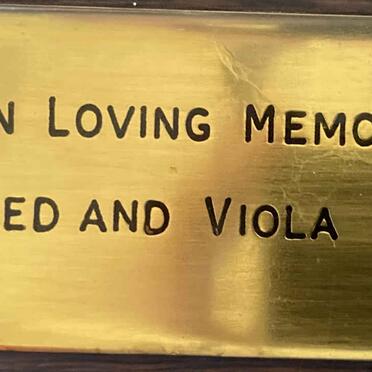 N LOVING MEMO
ED AND VIOLA